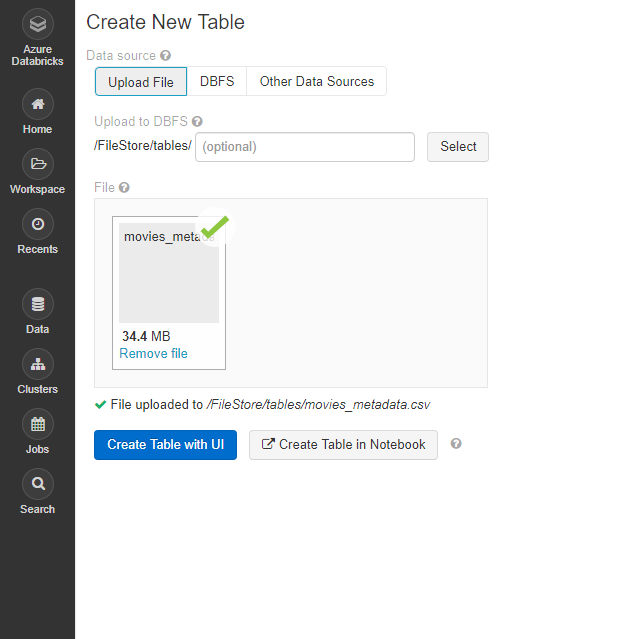 Azure
Databricks
Home
Workspace
Recents
Data
Clusters
Jobs
Search
Create New Table
Data source
Upload File DBFS Other Data Sources
Upload to DBFS
/FileStore/tables/ (optional) Select
File
movies_metad
34.4 MB
Remove file
File uploaded to /FileStore/tables/movies_metadata.csv
Create Table with UI Create Table in Notebook